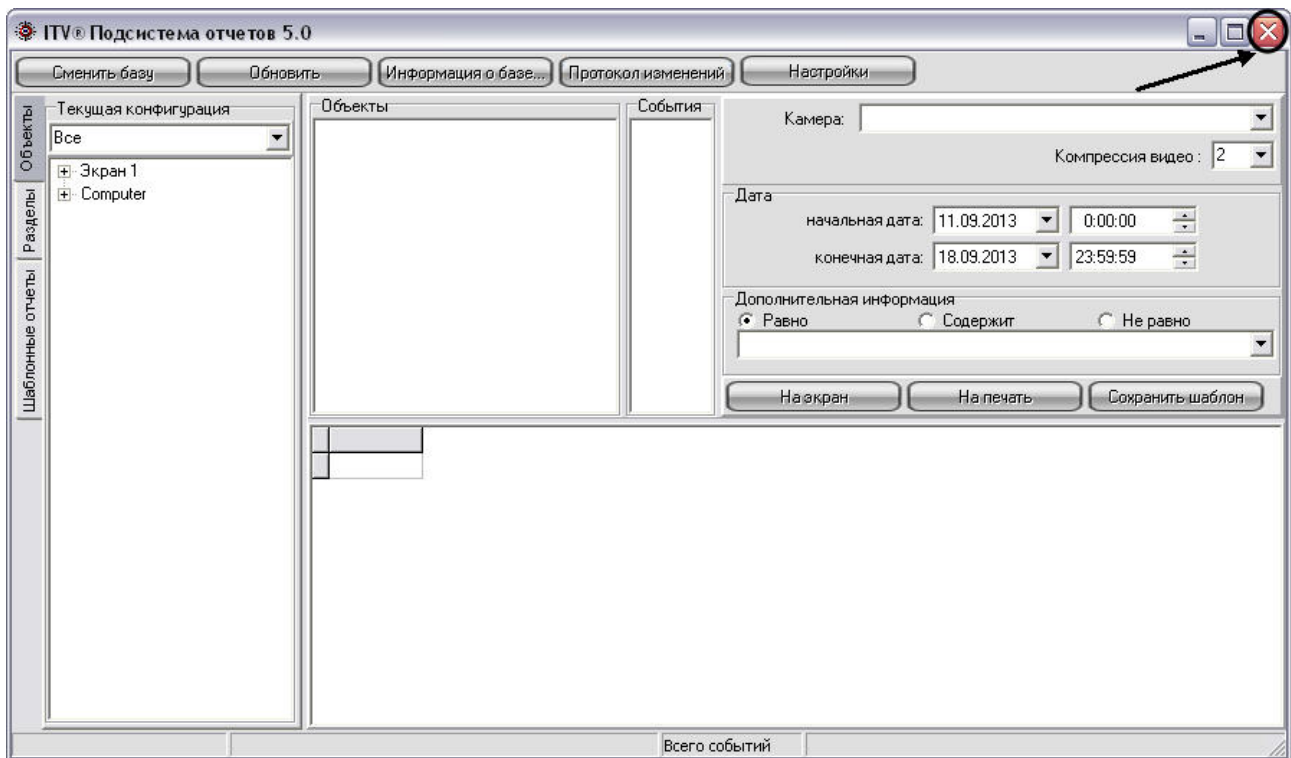 ITV® Подсистема отчетов 5.0
Сменить базу Обновить Информация о базе... Протокол изменений Настройки
Объекты
Разделы
Шаблонные отчеты
Текущая конфигурация
Все
Экран 1
Computer
Объекты
События
Камера:
Компрессия видео : 2
Дата
начальная дата: 11.09.2013 0:00:00
конечная дата: 18.09.2013 23:59:59
Дополнительная информация
Равно Содержит Не равно
На экран На печать Сохранить шаблон
Всего событий